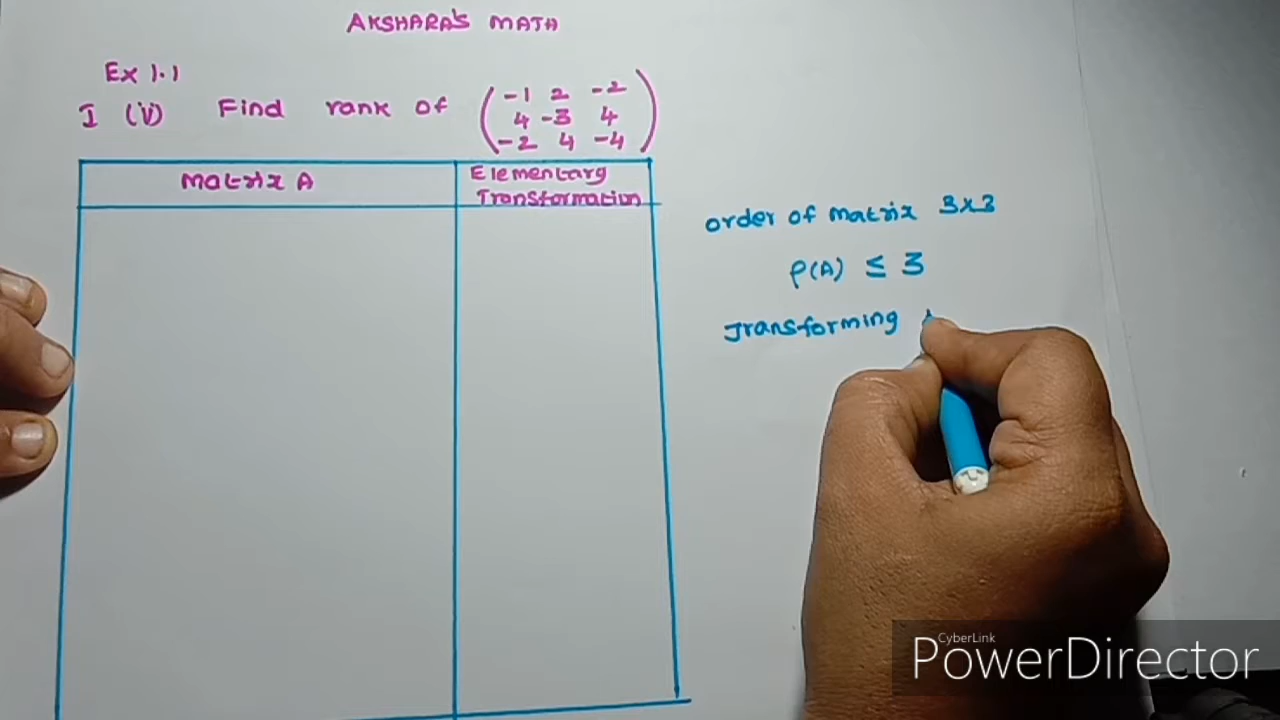 AKSHARA'S MATH
Ex 1.1
I (v) Find rank of
-1 2 -2
4 -3 4
-2 4 -4
Matrix A
Elementary
Transformation
order of matrix 3x3
ρ(A) ≤ 3
Transforming
CyberLink
PowerDirector